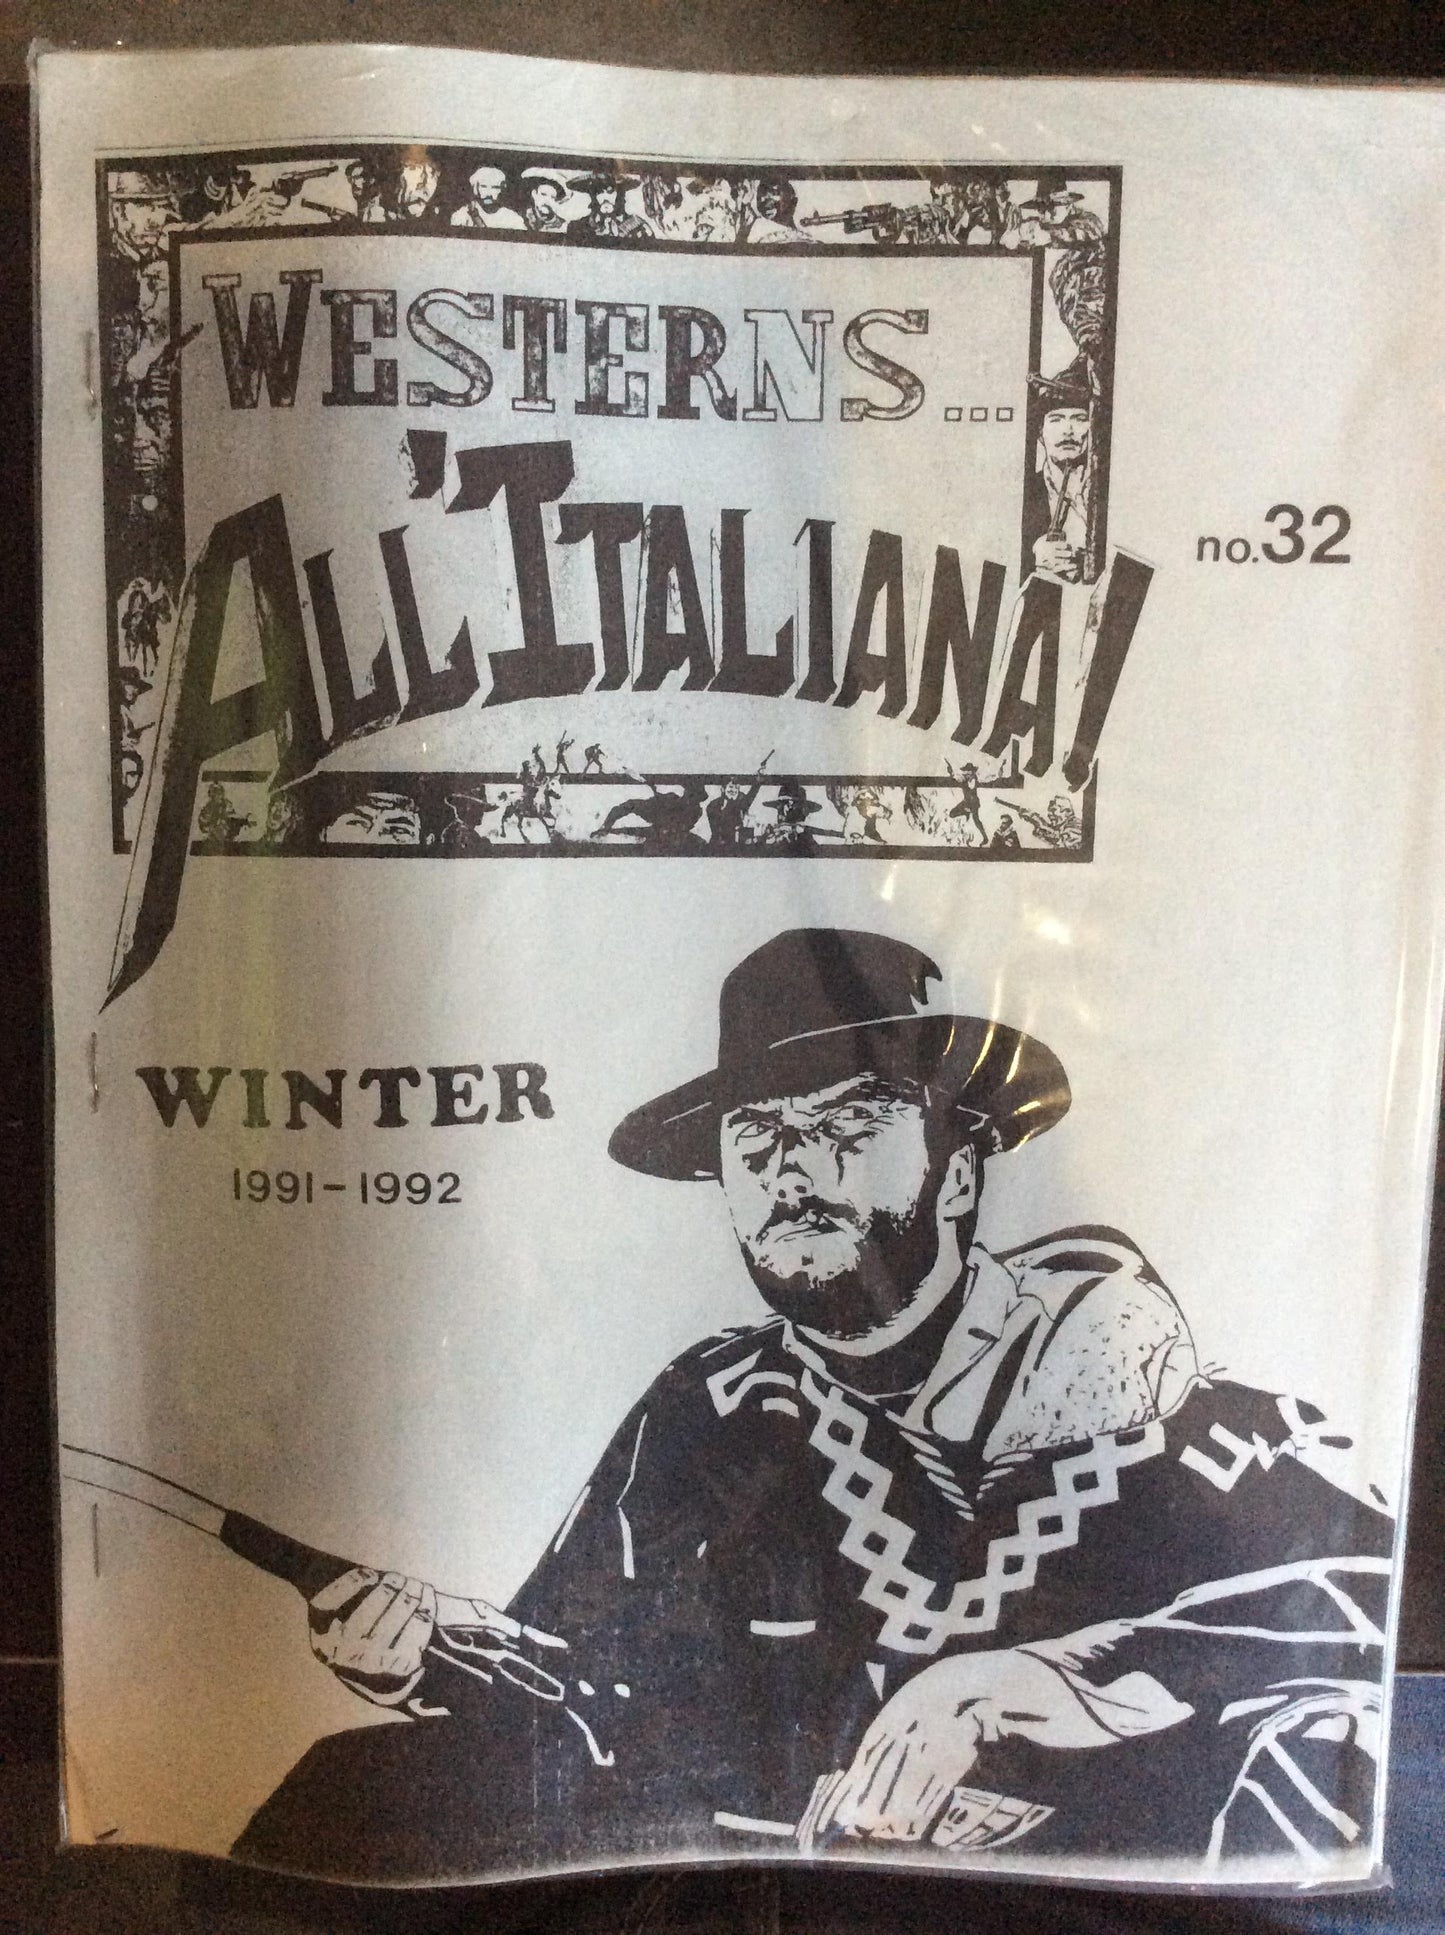 WESTERNS...
ALL'ITALIANA!
no.32
WINTER
1991-1992